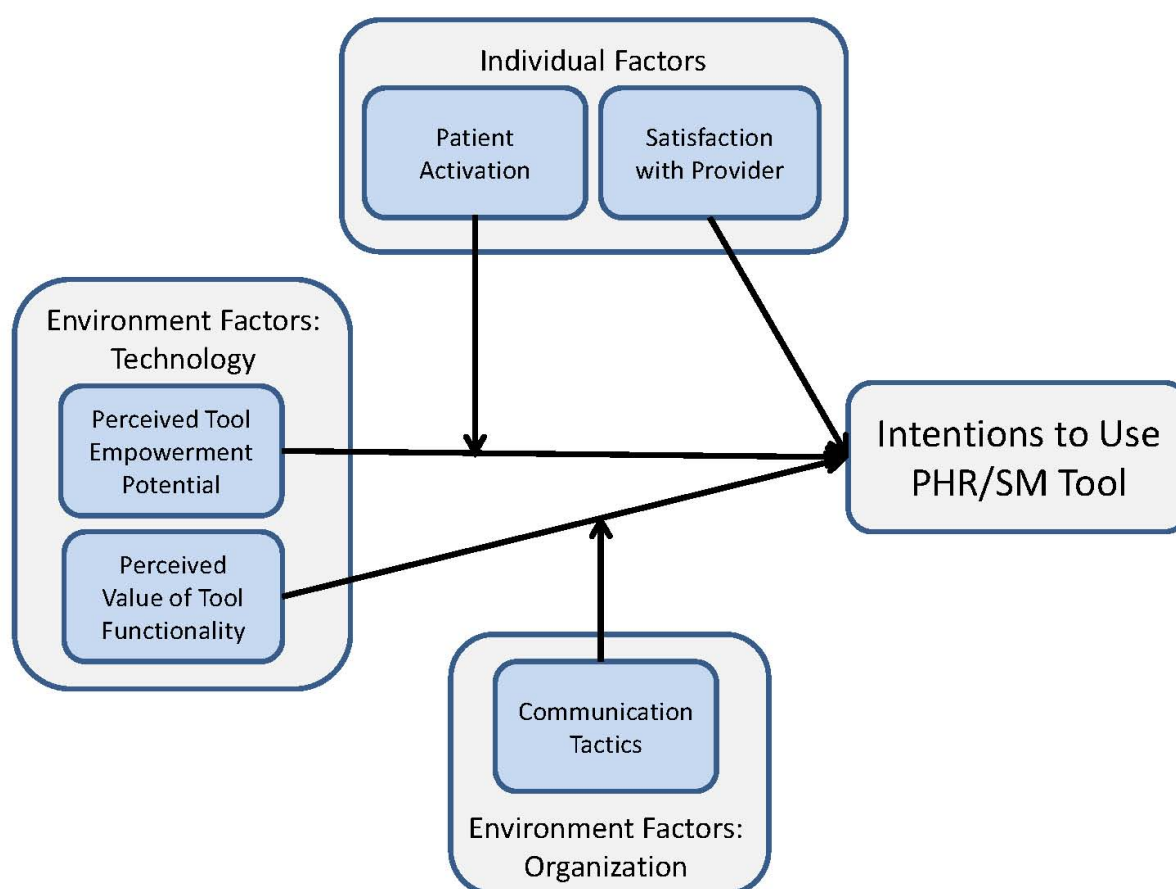 Individual Factors
Patient
Activation
Satisfaction
with Provider
Environment Factors:
Technology
Perceived Tool
Empowerment
Potential
Perceived
Value of Tool
Functionality
Intentions to Use
PHR/SM Tool
Communication
Tactics
Environment Factors:
Organization